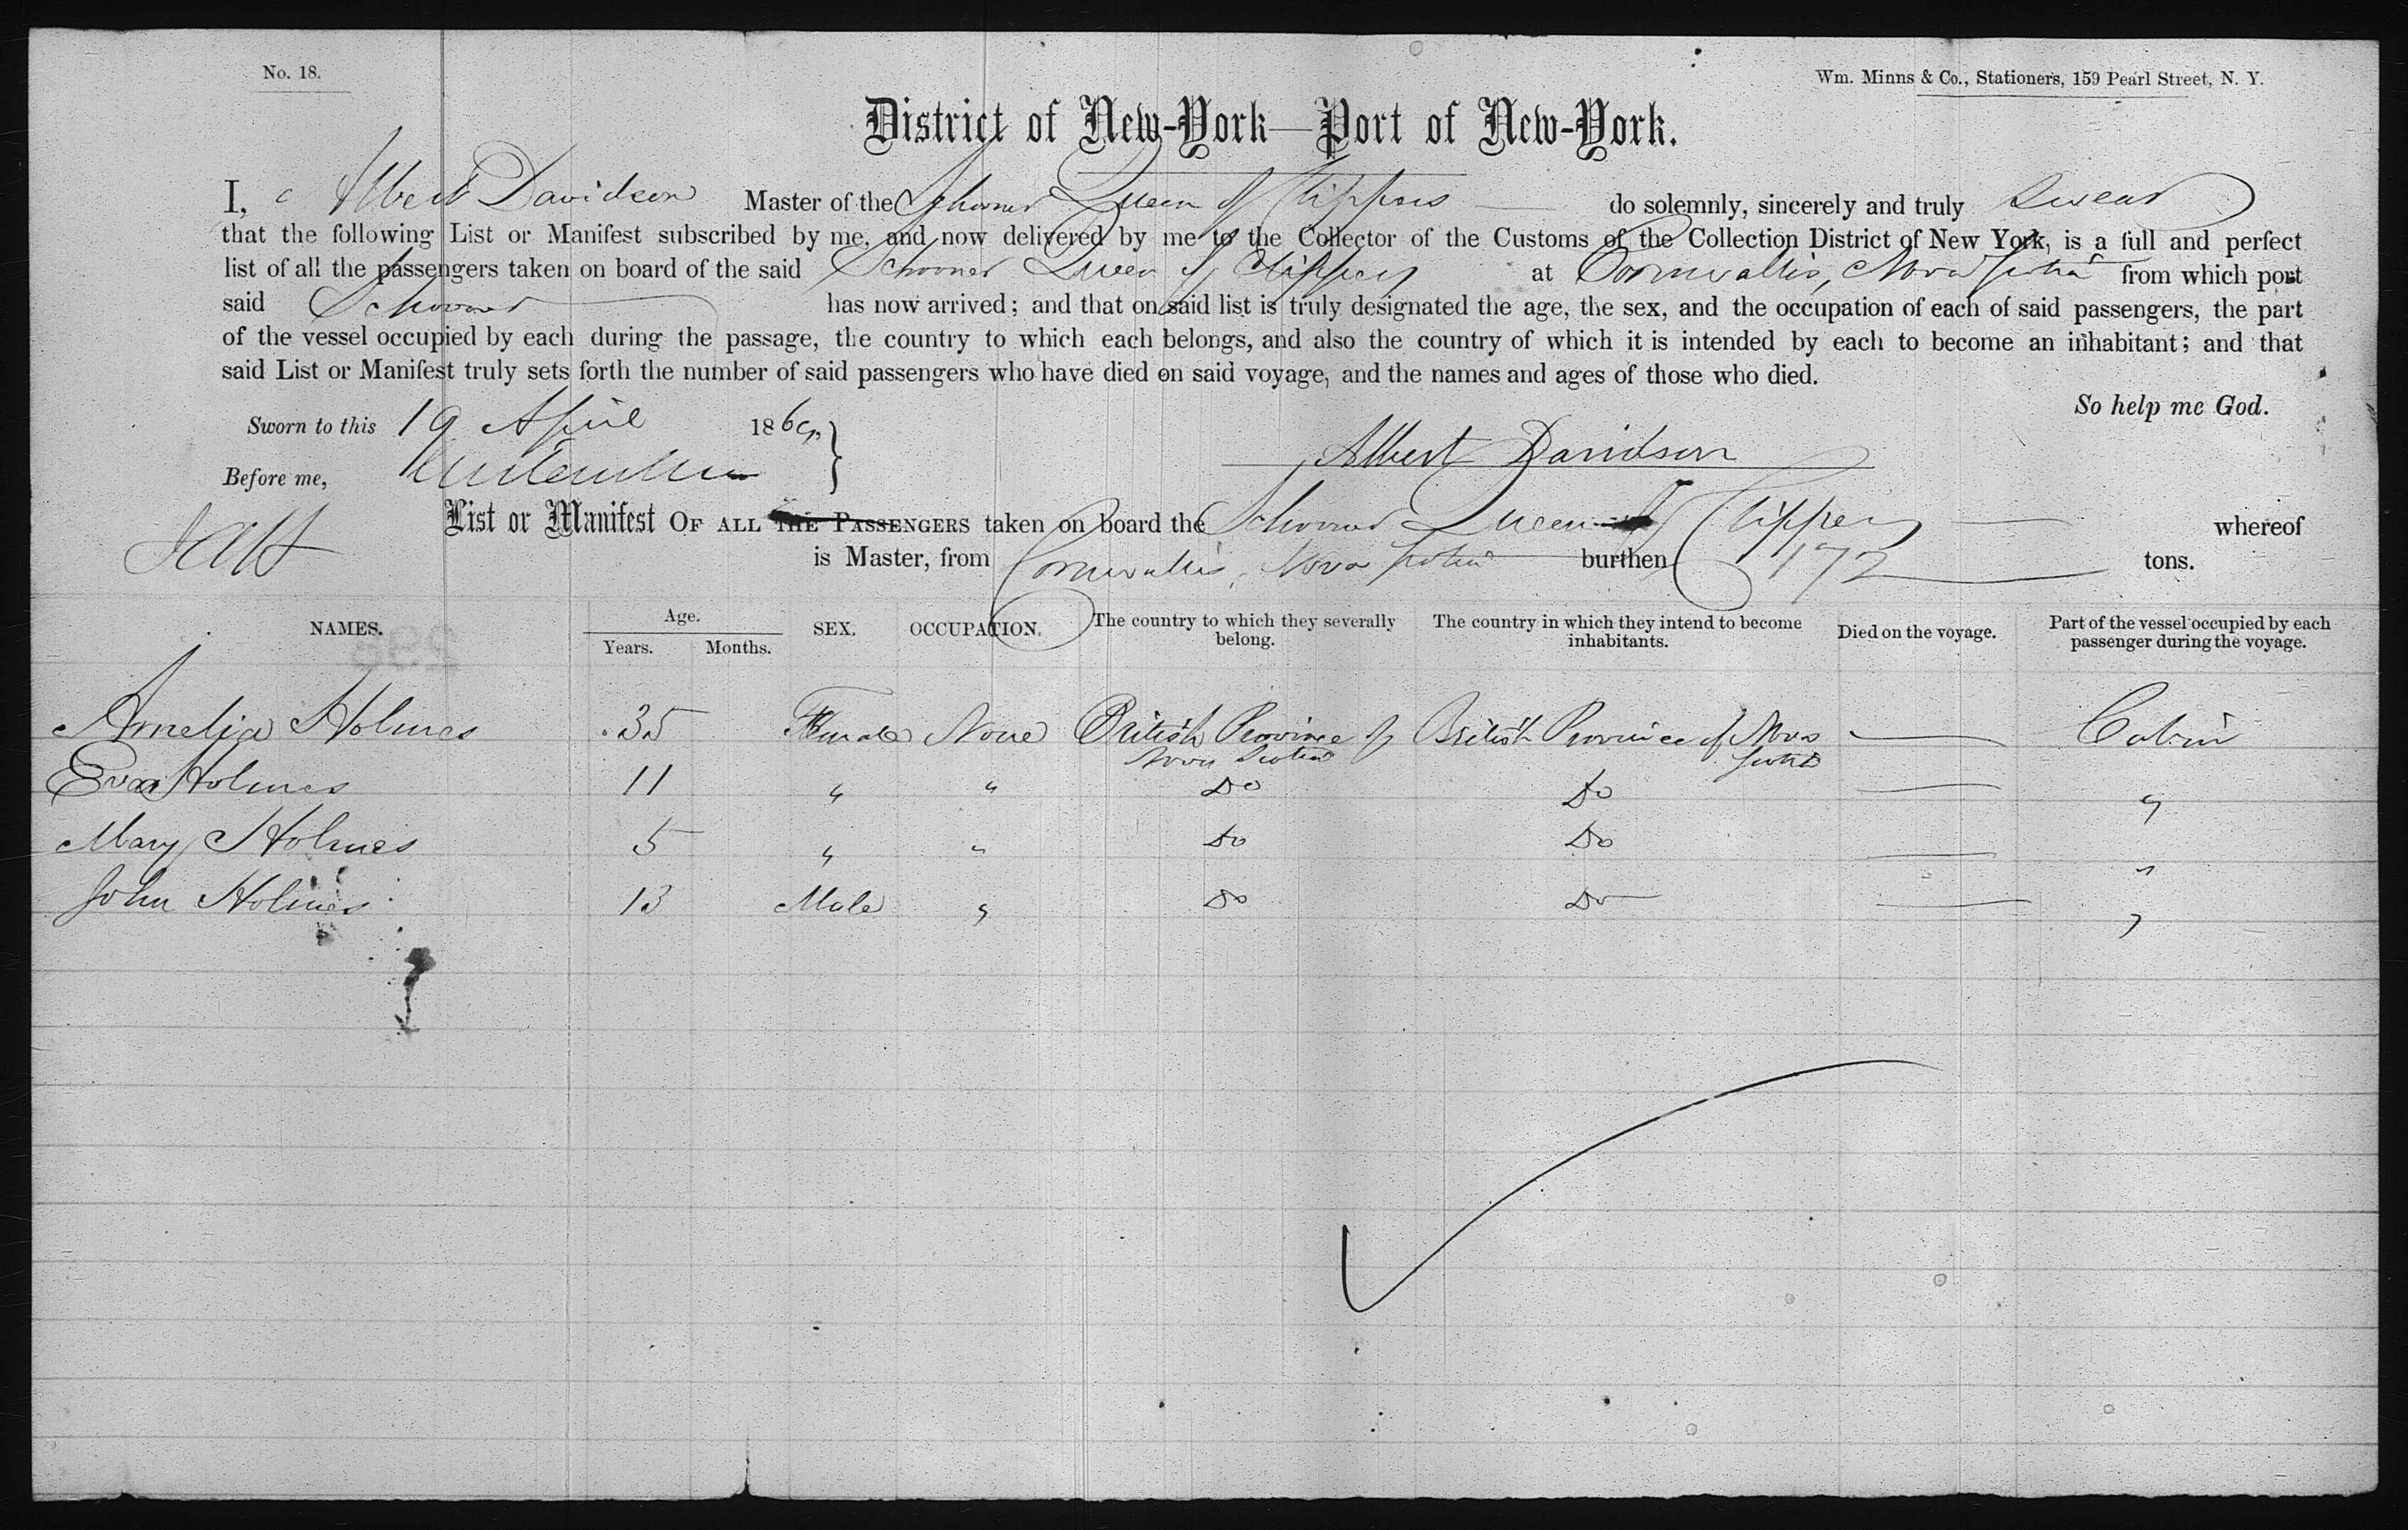 No. 18.
Wm. Minns & Co., Stationers, 159 Pearl Street, N. Y.
District of New-York—Port of New-York.
I, Albert Davidson Master of the Schooner Queen of Clippers do solemnly, sincerely and truly Swear
that the following List or Manifest subscribed by me, and now delivered by me to the Collector of the Customs of the Collection District of New York, is a full and perfect
list of all the passengers taken on board of the said Schooner Queen of Clippers at Cornwallis, Nova Scotia from which port
said Schooner has now arrived; and that on said list is truly designated the age, the sex, and the occupation of each of said passengers, the part
of the vessel occupied by each during the passage, the country to which each belongs, and also the country of which it is intended by each to become an inhabitant; and that
said List or Manifest truly sets forth the number of said passengers who have died on said voyage, and the names and ages of those who died.
So help me God.
Sworn to this 19 April 1869
Before me,
Albert Davidson
List or Manifest OF ALL THE PASSENGERS taken on board the Schooner Queen of Clippers whereof
is Master, from Cornwallis, Nova Scotia burthen 172 tons.
NAMES. Age. Years. Months. SEX. OCCUPATION. The country to which they severally belong. The country in which they intend to become inhabitants. Died on the voyage. Part of the vessel occupied by each passenger during the voyage.
Amelia Holmes 35 Female None British Province of Nova Scotia British Province of Nova Scotia — Cabin
Eva Holmes 11 " " Do Do — "
Mary Holmes 5 " " Do Do — "
John Holmes 13 Male " Do Do — "